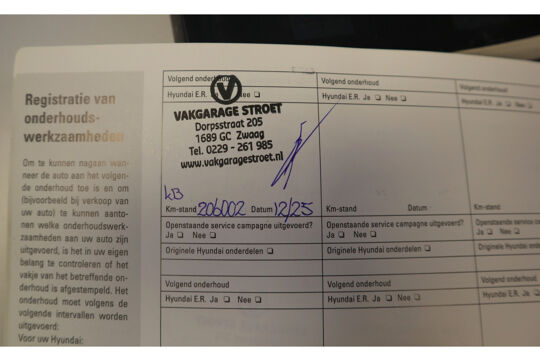 Registratie van
onderhouds-
werkzaamheden
Om te kunnen nagaan wan-
neer de auto aan het volgen-
de onderhoud toe is en om
(bijvoorbeeld bij verkoop van
uw auto) te kunnen aanto-
nen welke onderhoudswerk-
zaamheden aan uw auto zijn
uitgevoerd, is het in uw eigen
belang te controleren of het
vakje van het betreffende on-
derhoud is afgestempeld. Het
onderhoud moet volgens de
volgende intervallen worden
uitgevoerd:
Voor uw Hyundai:
Volgend onderhoud
Hyundai E.R. Ja Nee
V
VAKGARAGE STROET
Dorpsstraat 205
1689 GC Zwaag
Tel. 0229 - 261 985
www.vakgaragestroet.nl
KB
Km-stand 206002 Datum 12/25
Openstaande service campagne uitgevoerd?
Ja Nee
Originele Hyundai onderdelen
Volgend onderhoud
Hyundai E.R. Ja Nee
Volgend onderhoud
Hyundai E.R. Ja Nee
Km-stand Datum
Openstaande service campagne uitgevoerd?
Ja Nee
Originele Hyundai onderdelen
Volgend onderhoud
Hyundai E.R. Ja Nee
Volgend onderhoud
Hyundai E.R. Ja Nee
Km-stand
Openstaande service
Ja Nee
Originele Hyundai
Volgend onderhoud
Hyundai E.R. Ja